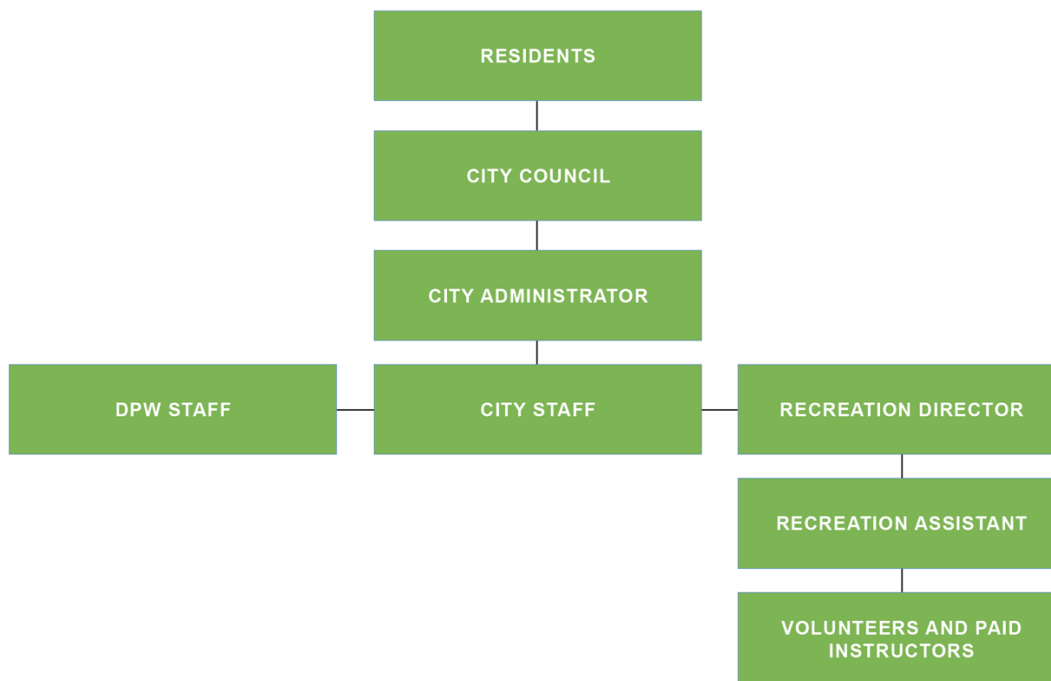 RESIDENTS
CITY COUNCIL
CITY ADMINISTRATOR
DPW STAFF
CITY STAFF
RECREATION DIRECTOR
RECREATION ASSISTANT
VOLUNTEERS AND PAID
INSTRUCTORS